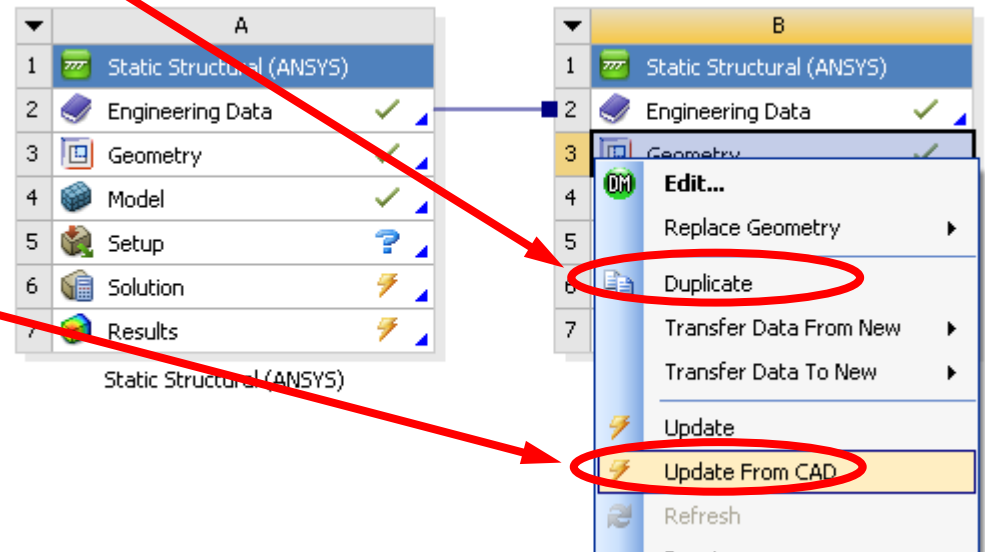 A
1 Static Structural (ANSYS)
2 Engineering Data
3 Geometry
4 Model
5 Setup
6 Solution
7 Results
Static Structural (ANSYS)
B
1 Static Structural (ANSYS)
2 Engineering Data
3 Geometry
4
5
6
7
DM Edit...
Replace Geometry
Duplicate
Transfer Data From New
Transfer Data To New
Update
Update From CAD
Refresh